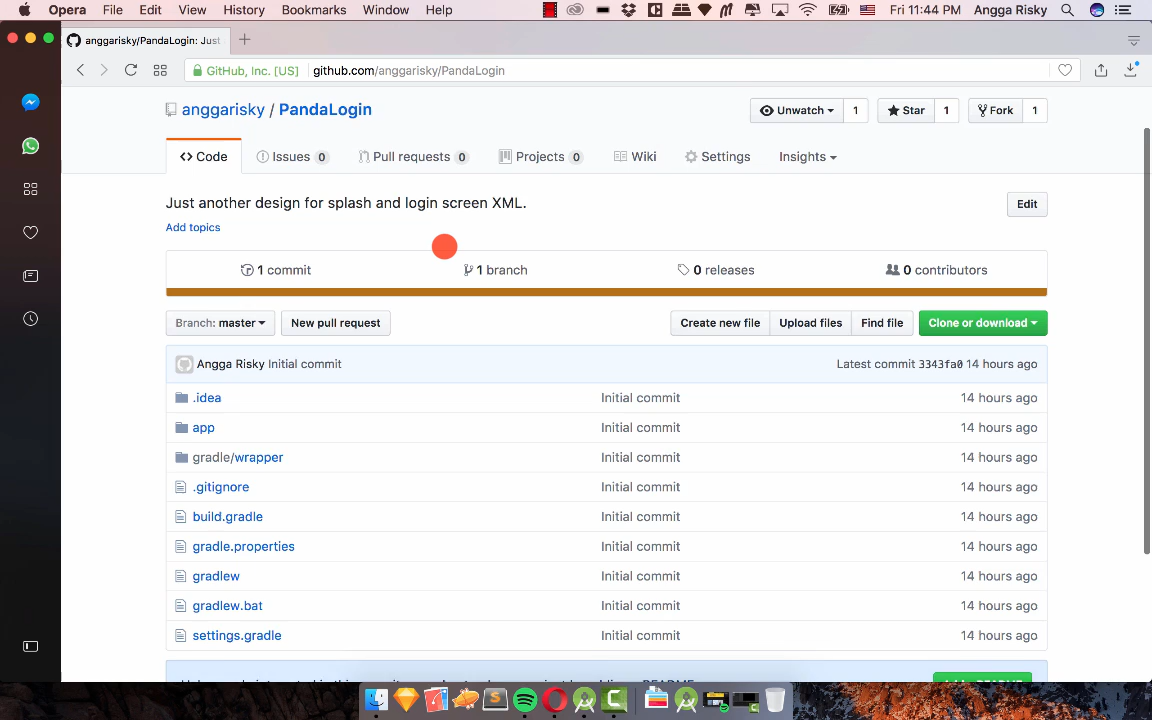 Opera File Edit View History Bookmarks Window Help Fri 11:44 PM Angga Risky
anggarisky/PandaLogin: Just
GitHub, Inc. [US] github.com/anggarisky/PandaLogin
anggarisky / PandaLogin Unwatch 1 Star 1 Fork 1
Code Issues 0 Pull requests 0 Projects 0 Wiki Settings Insights
Just another design for splash and login screen XML. Edit
Add topics
1 commit 1 branch 0 releases 0 contributors
Branch: master New pull request Create new file Upload files Find file Clone or download
Angga Risky Initial commit Latest commit 3343fa0 14 hours ago
.idea Initial commit 14 hours ago
app Initial commit 14 hours ago
gradle/wrapper Initial commit 14 hours ago
.gitignore Initial commit 14 hours ago
build.gradle Initial commit 14 hours ago
gradle.properties Initial commit 14 hours ago
gradlew Initial commit 14 hours ago
gradlew.bat Initial commit 14 hours ago
settings.gradle Initial commit 14 hours ago